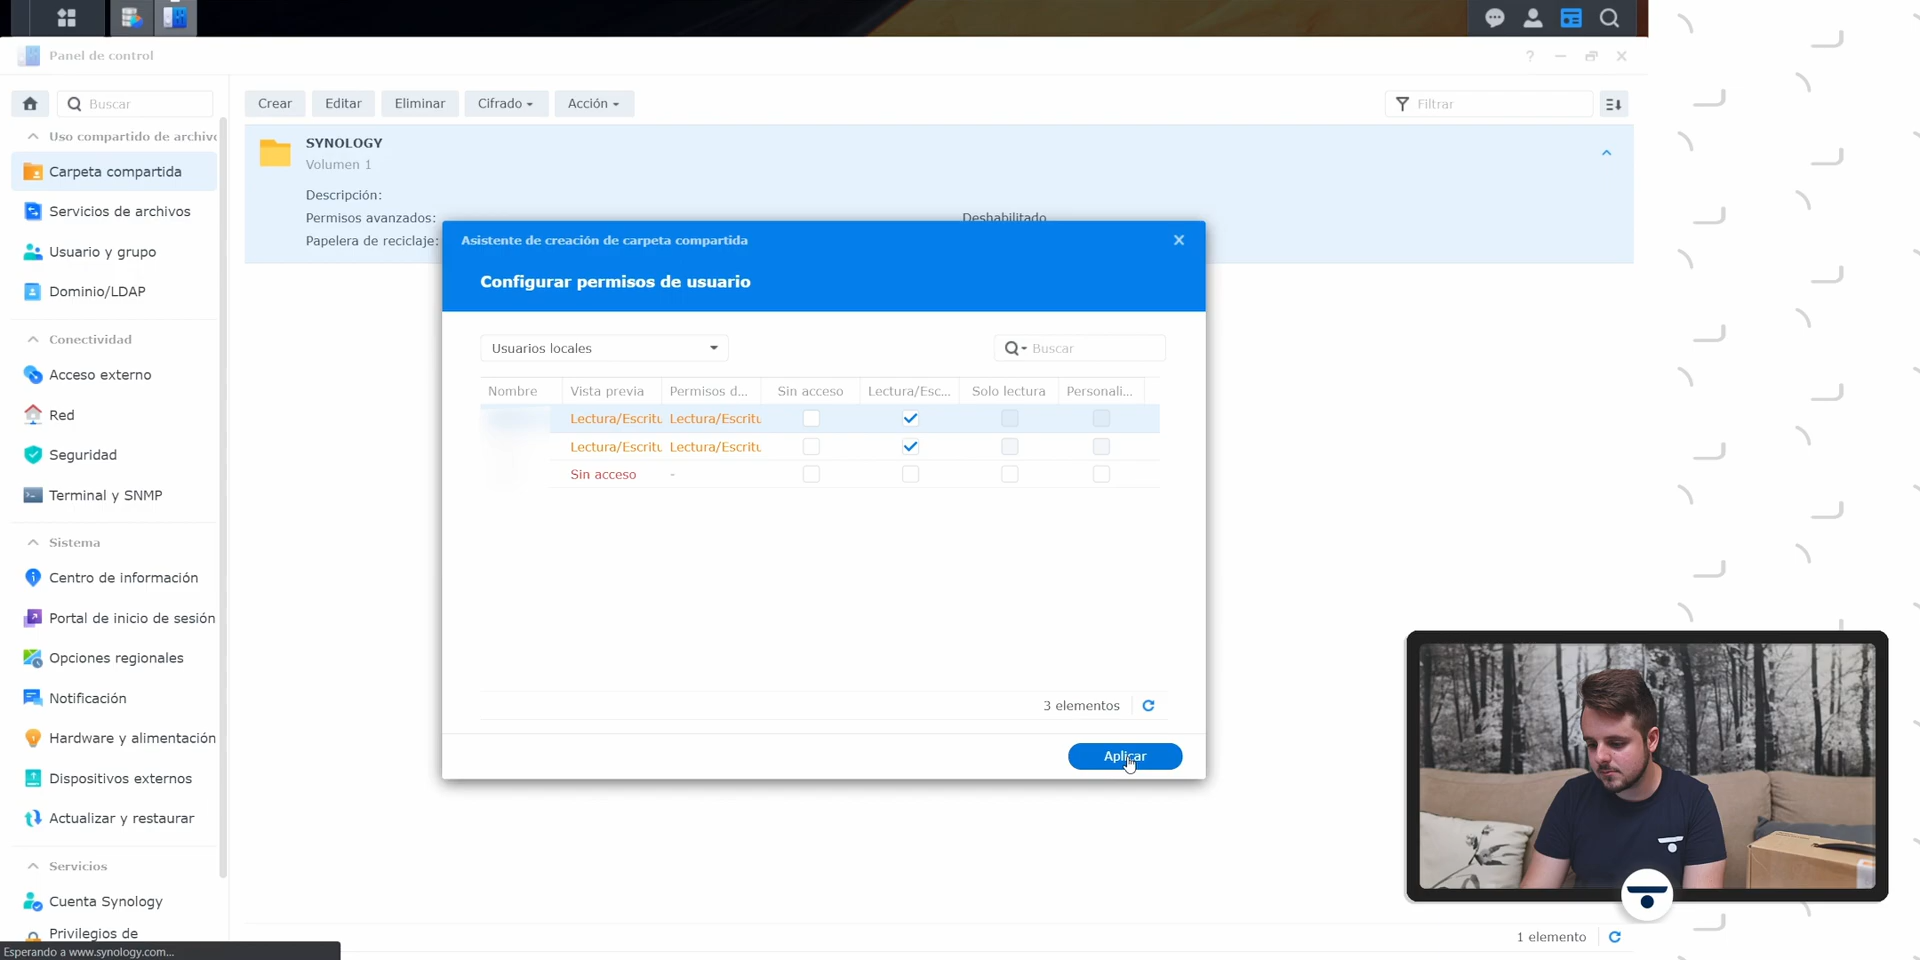 Panel de control
?
Buscar
Uso compartido de archivo
Carpeta compartida
Servicios de archivos
Usuario y grupo
Dominio/LDAP
Conectividad
Acceso externo
Red
Seguridad
Terminal y SNMP
Sistema
Centro de información
Portal de inicio de sesión
Opciones regionales
Notificación
Hardware y alimentación
Dispositivos externos
Actualizar y restaurar
Servicios
Cuenta Synology
Privilegios de
Esperando a www.synology.com...
Crear Editar Eliminar Cifrado Acción
Filtrar
SYNOLOGY
Volumen 1
Descripción:
Permisos avanzados: Deshabilitado
Papelera de reciclaje:
Asistente de creación de carpeta compartida
Configurar permisos de usuario
Usuarios locales
Buscar
Nombre Vista previa Permisos d... Sin acceso Lectura/Esc... Solo lectura Personali...
Lectura/Escritu Lectura/Escritu
Lectura/Escritu Lectura/Escritu
Sin acceso -
3 elementos
Aplicar
1 elemento